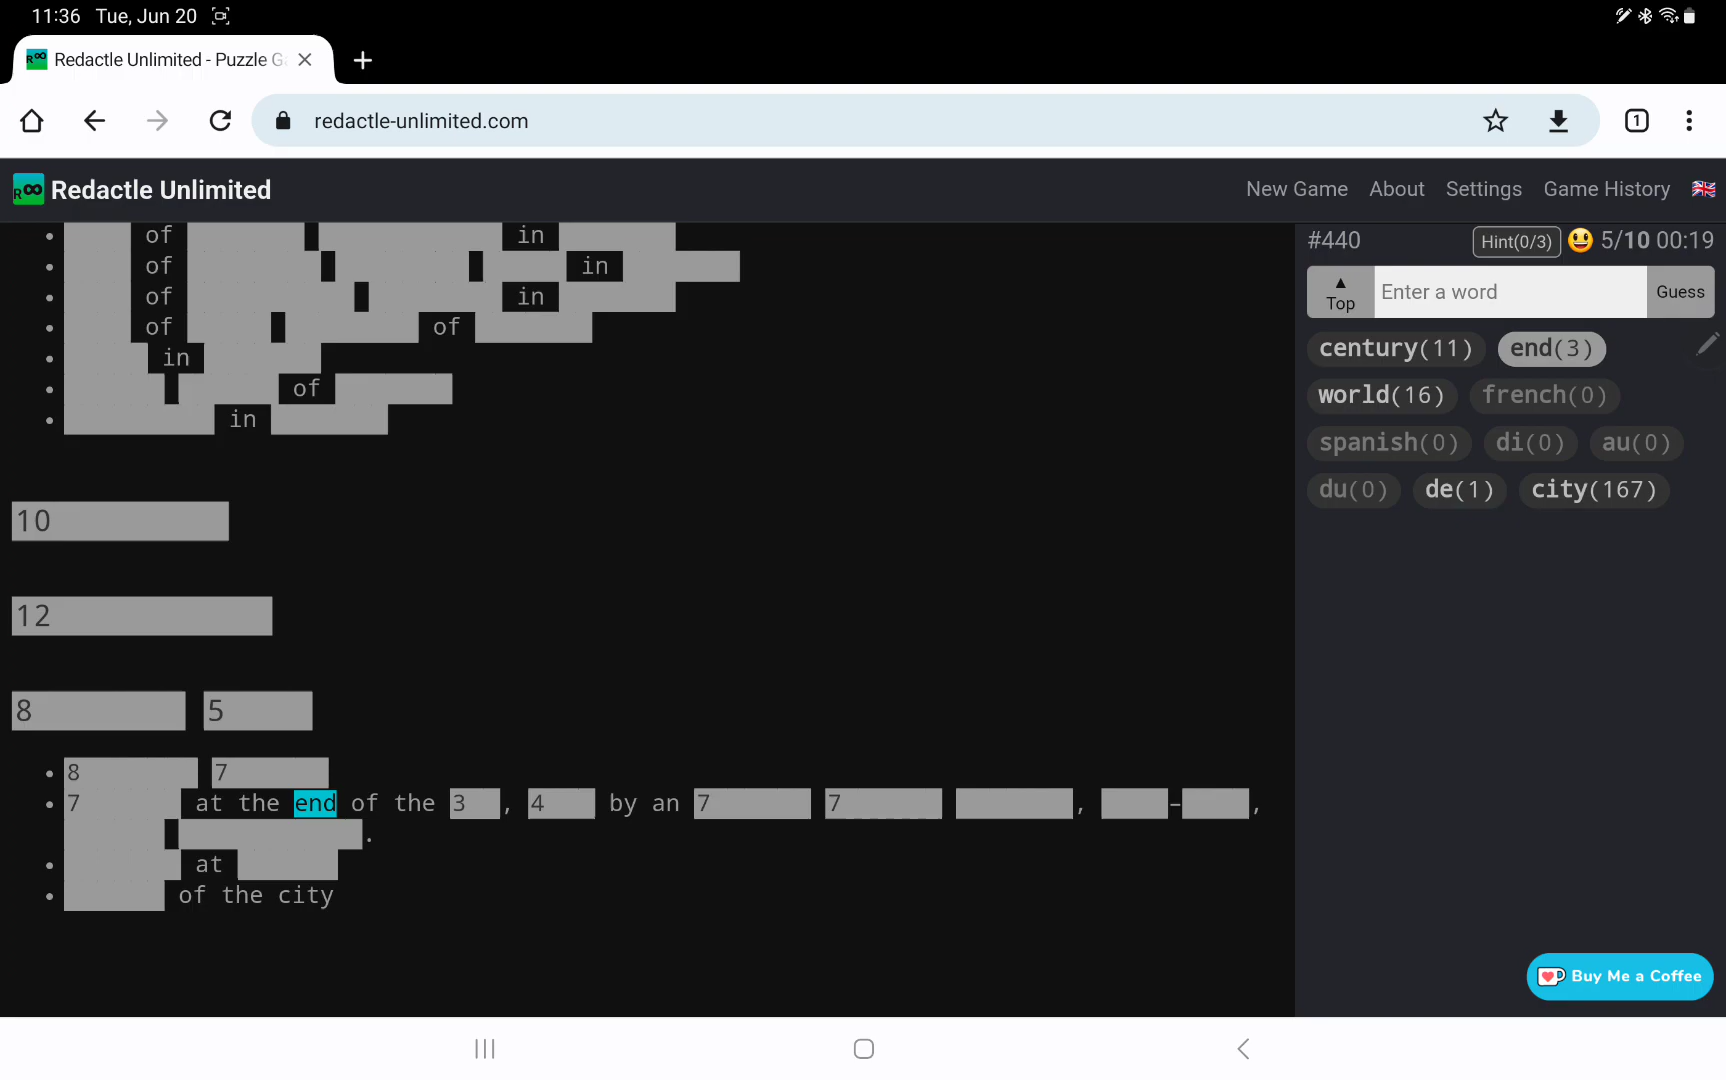 11:36 Tue, Jun 20
Redactle Unlimited - Puzzle G
redactle-unlimited.com
1
R∞ Redactle Unlimited
New Game About Settings Game History
of in
of in
of in
of of
in
of
in
10
12
8 5
8 7
7 at the end of the 3 , 4 by an 7 7 , - ,
.
at
of the city
#440 Hint(0/3) 5/10 00:19
▲ Top Enter a word Guess
century(11) end(3)
world(16) french(0)
spanish(0) di(0) au(0)
du(0) de(1) city(167)
Buy Me a Coffee